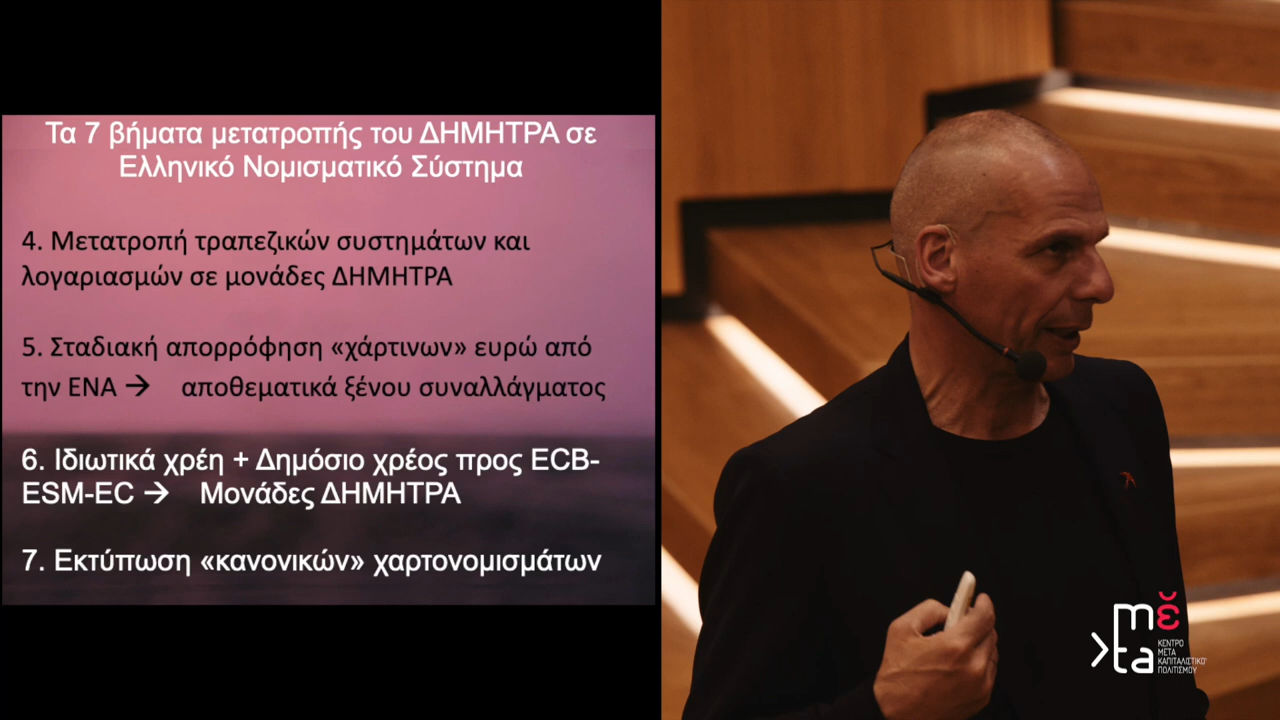 Τα 7 βήματα μετατροπής του ΔΗΜΗΤΡΑ σε
Ελληνικό Νομισματικό Σύστημα
4. Μετατροπή τραπεζικών συστημάτων και
λογαριασμών σε μονάδες ΔΗΜΗΤΡΑ
5. Σταδιακή απορρόφηση «χάρτινων» ευρώ από
την ΕΝΑ → αποθεματικά ξένου συναλλάγματος
6. Ιδιωτικά χρέη + Δημόσιο χρέος προς ECB-
ESM-EC → Μονάδες ΔΗΜΗΤΡΑ
7. Εκτύπωση «κανονικών» χαρτονομισμάτων
mέta
ΚΕΝΤΡΟ
ΜΕΤΑ
ΚΑΠΙΤΑΛΙΣΤΙΚΟΥ
ΠΟΛΙΤΙΣΜΟΥ